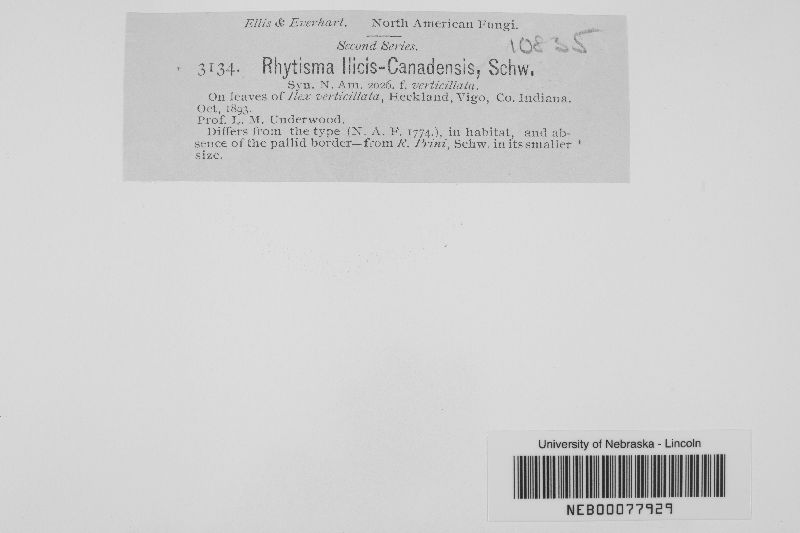 Ellis & Everhart. North American Fungi.
10835
Second Series.
3134. Rhytisma Ilicis-Canadensis, Schw.
Syn. N. Am. 2026. f. verticillata.
On leaves of Ilex verticillata, Heckland, Vigo, Co. Indiana.
Oct, 1893.
Prof. L. M. Underwood.
Differs from the type (N. A. F. 1774.), in habitat, and ab-
sence of the pallid border—from R. Prini, Schw. in its smaller
size.
University of Nebraska - Lincoln
NEB00077929